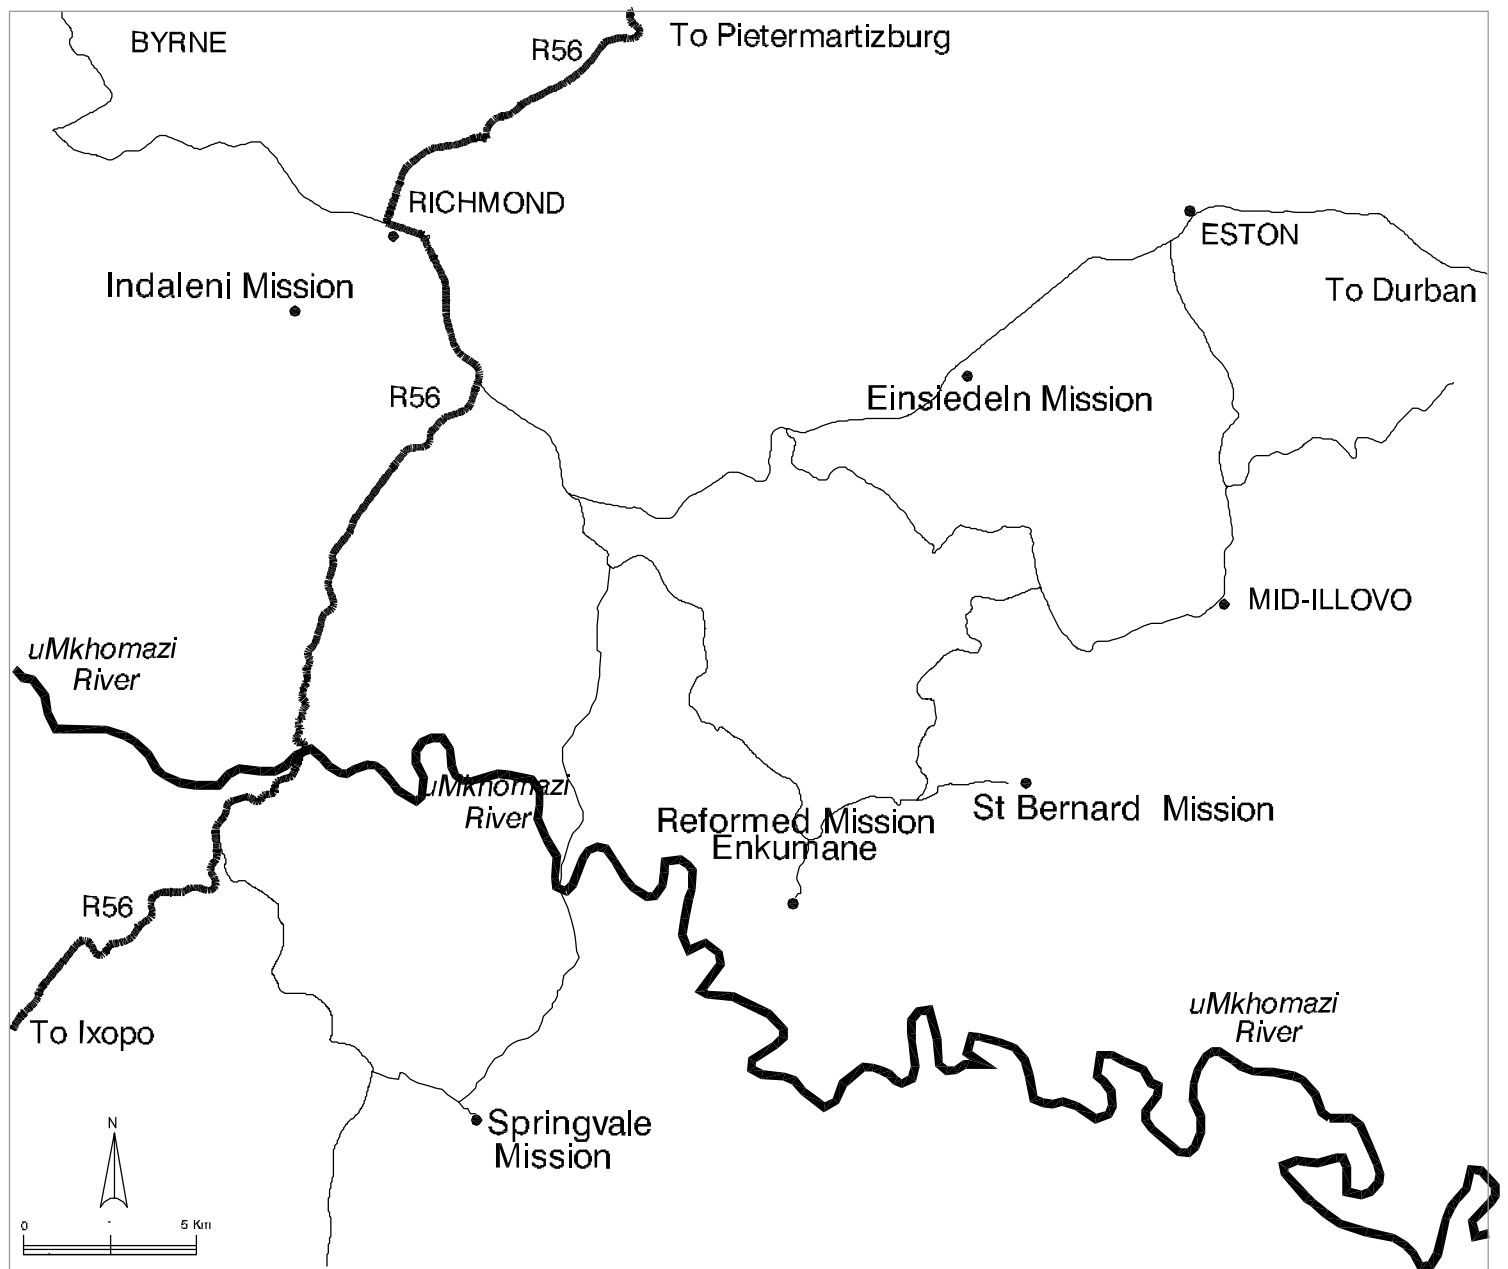 BYRNE
R56
To Pietermartizburg
RICHMOND
ESTON
Indaleni Mission
To Durban
R56
Einsiedeln Mission
MID-ILLOVO
uMkhomazi
River
uMkhomazi
River
Reformed Mission
Enkumane
St Bernard Mission
R56
To Ixopo
uMkhomazi
River
N
Springvale
Mission
0
5 Km